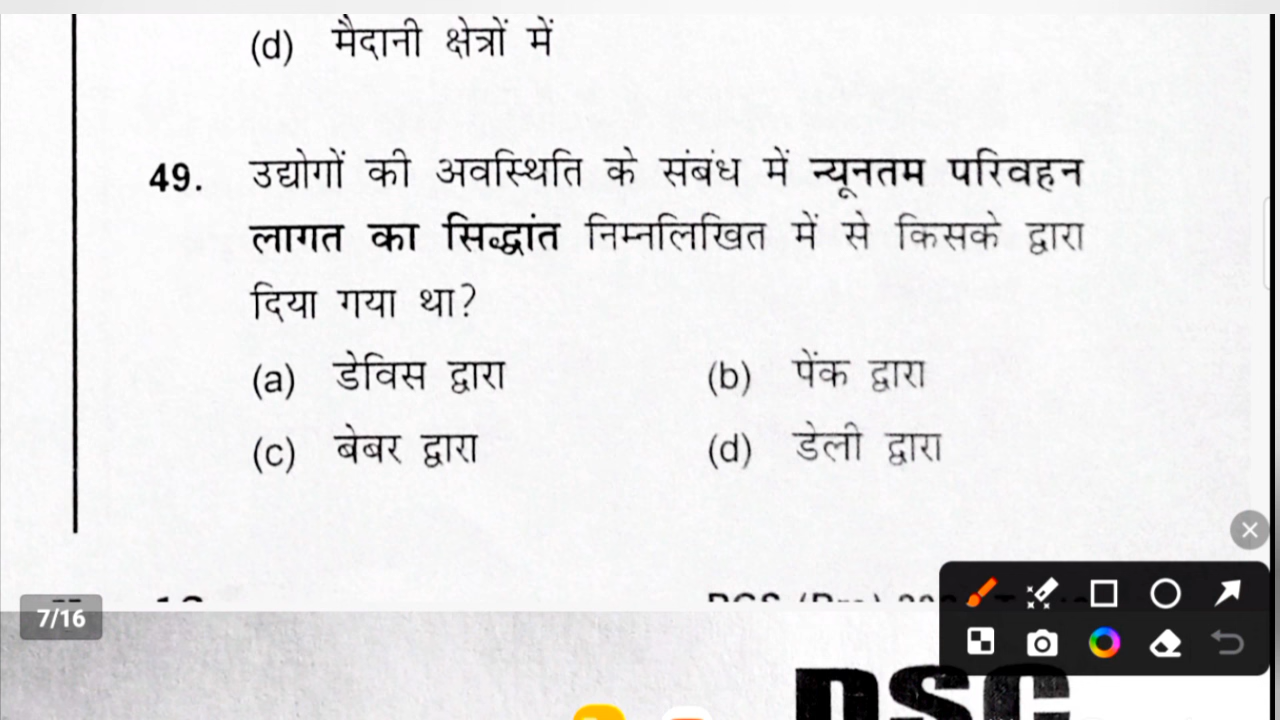 (d) मैदानी क्षेत्रों में
49. उद्योगों की अवस्थिति के संबंध में न्यूनतम परिवहन
लागत का सिद्धांत निम्नलिखित में से किसके द्वारा
दिया गया था?
(a) डेविस द्वारा (b) पेंक द्वारा
(c) बेबर द्वारा (d) डेली द्वारा
7/16